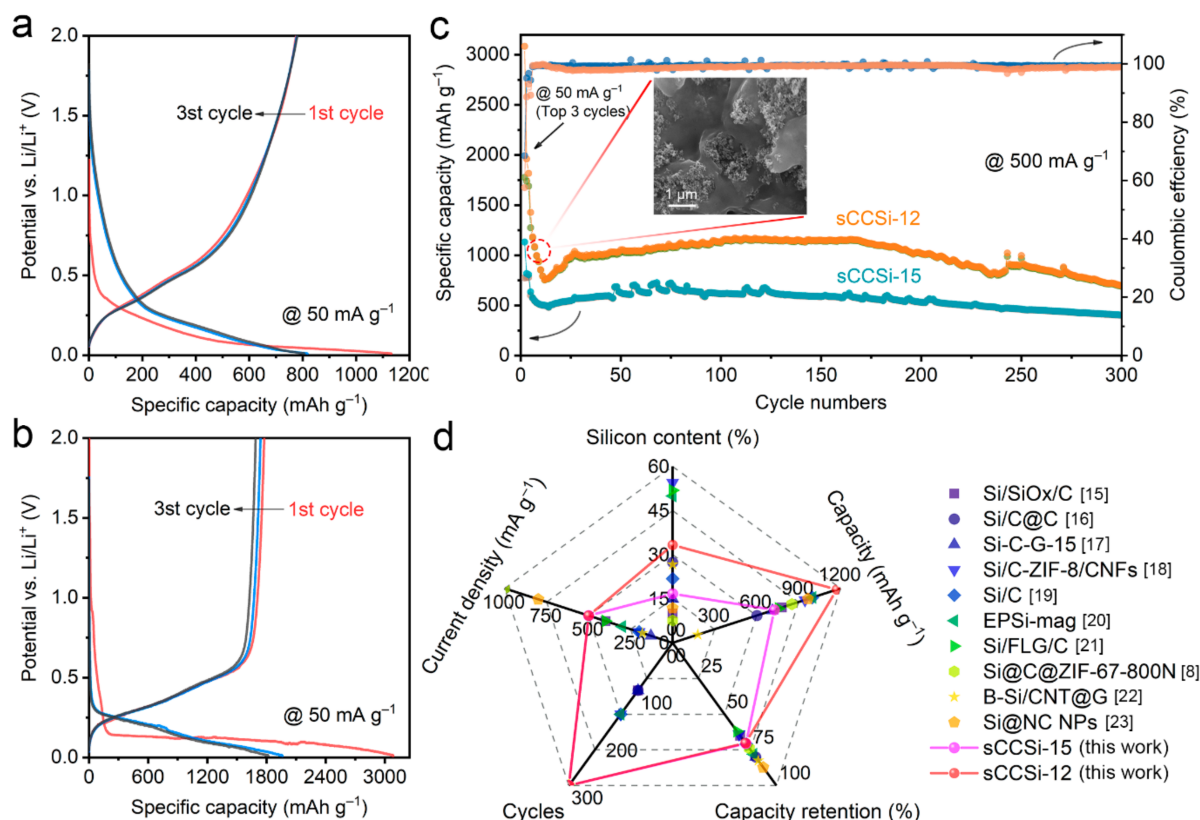 a
2.0
1.5
1.0
0.5
0.0
Potential vs. Li/Li⁺ (V)
3st cycle
1st cycle
@ 50 mA g⁻¹
0 200 400 600 800 1000 1200
Specific capacity (mAh g⁻¹)
b
2.0
1.5
1.0
0.5
0.0
Potential vs. Li/Li⁺ (V)
3st cycle
1st cycle
@ 50 mA g⁻¹
0 600 1200 1800 2400 3000
Specific capacity (mAh g⁻¹)
c
3000
2500
2000
1500
1000
500
0
Specific capacity (mAh g⁻¹)
@ 50 mA g⁻¹
(Top 3 cycles)
1 μm
@ 500 mA g⁻¹
sCCSi-12
sCCSi-15
100
80
60
40
20
0
Coulombic effciency (%)
0 50 100 150 200 250 300
Cycle numbers
d
Silicon content (%)
60
45
30
15
0
Capacity (mAh g⁻¹)
300
600
900
1200
0
Capacity retention (%)
25
50
75
100
0
Cycles
100
200
300
Current density (mA g⁻¹)
0
250
500
750
1000
Si/SiOx/C [15]
Si/C@C [16]
Si-C-G-15 [17]
Si/C-ZIF-8/CNFs [18]
Si/C [19]
EPSi-mag [20]
Si/FLG/C [21]
Si@C@ZIF-67-800N [8]
B-Si/CNT@G [22]
Si@NC NPs [23]
sCCSi-15 (this work)
sCCSi-12 (this work)